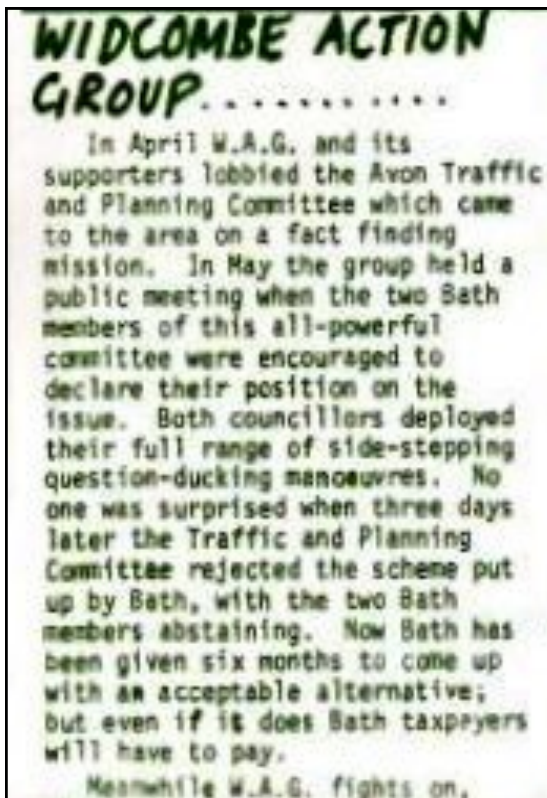 WIDCOMBE ACTION
GROUP...........
In April W.A.G. and its
supporters lobbied the Avon Traffic
and Planning Committee which came
to the area on a fact finding
mission. In May the group held a
public meeting when the two Bath
members of this all-powerful
committee were encouraged to
declare their position on the
issue. Both councillors deployed
their full range of side-stepping
question-ducking manoeuvres. No
one was surprised when three days
later the Traffic and Planning
Committee rejected the scheme put
up by Bath, with the two Bath
members abstaining. Now Bath has
been given six months to come up
with an acceptable alternative;
but even if it does Bath taxpayers
will have to pay.
Meanwhile W.A.G. fights on,